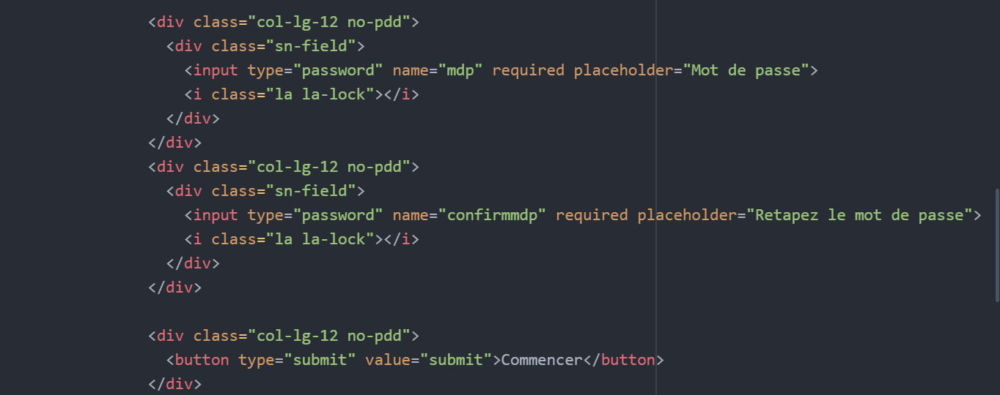 <div class="col-lg-12 no-pdd">
<div class="sn-field">
<input type="password" name="mdp" required placeholder="Mot de passe">
<i class="la la-lock"></i>
</div>
</div>
<div class="col-lg-12 no-pdd">
<div class="sn-field">
<input type="password" name="confirmmdp" required placeholder="Retapez le mot de passe">
<i class="la la-lock"></i>
</div>
</div>
<div class="col-lg-12 no-pdd">
<button type="submit" value="submit">Commencer</button>
</div>